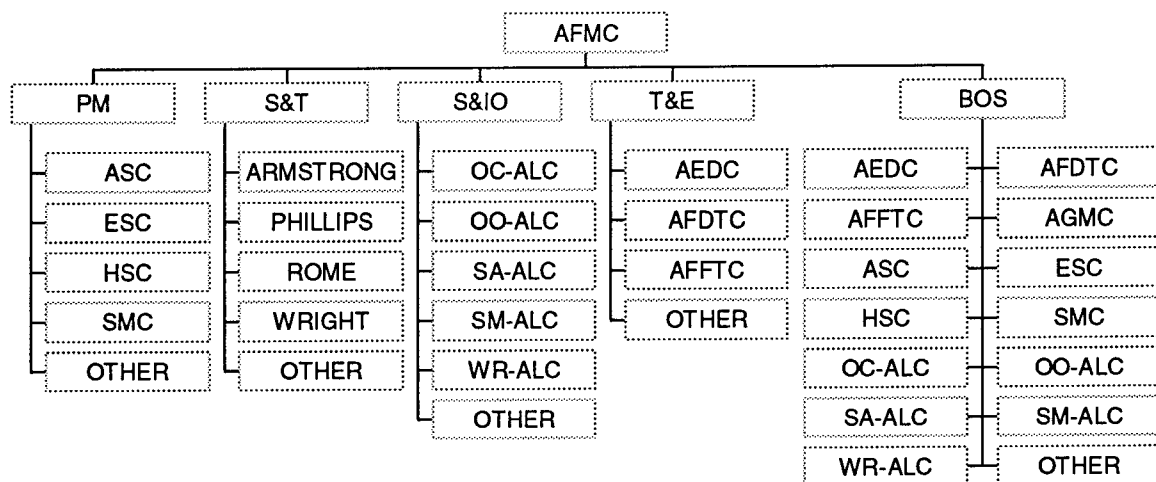 AFMC
PM
S&T
S&IO
T&E
BOS
ASC
ESC
HSC
SMC
OTHER
ARMSTRONG
PHILLIPS
ROME
WRIGHT
OTHER
OC-ALC
OO-ALC
SA-ALC
SM-ALC
WR-ALC
OTHER
AEDC
AFDTC
AFFTC
OTHER
AEDC
AFDTC
AFFTC
AGMC
ASC
ESC
HSC
SMC
OC-ALC
OO-ALC
SA-ALC
SM-ALC
WR-ALC
OTHER